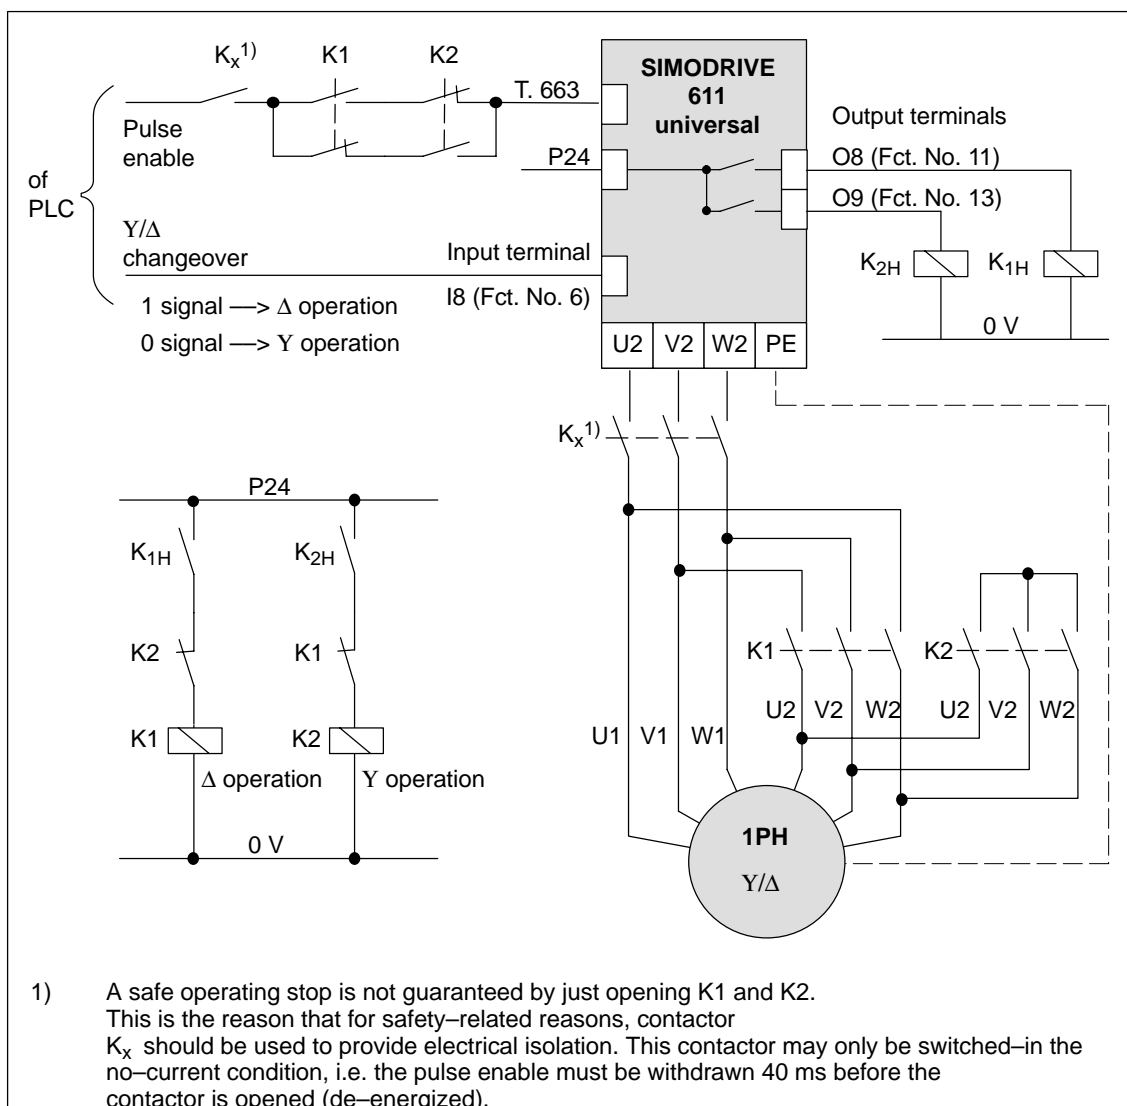 Kx1) K1 K2
SIMODRIVE
611
universal
T. 663
Pulse
enable
P24
Output terminals
O8 (Fct. No. 11)
O9 (Fct. No. 13)
of
PLC
Y/Δ
changeover
Input terminal
I8 (Fct. No. 6)
K2H K1H
1 signal —> Δ operation
0 signal —> Y operation
0 V
U2 V2 W2 PE
Kx1)
P24
K1H K2H
K2 K1
K1 K2
U2 V2 W2 U2 V2 W2
U1 V1 W1
K1 K2
Δ operation Y operation
0 V
1PH
Y/Δ
1) A safe operating stop is not guaranteed by just opening K1 and K2.
This is the reason that for safety–related reasons, contactor
Kx should be used to provide electrical isolation. This contactor may only be switched–in the
no–current condition, i.e. the pulse enable must be withdrawn 40 ms before the
contactor is opened (de–energized).